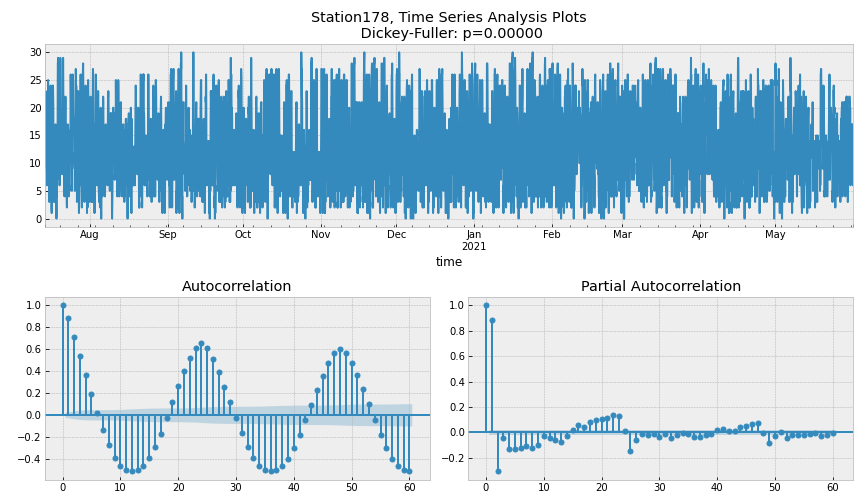 Station178, Time Series Analysis Plots
Dickey-Fuller: p=0.00000
30
25
20
15
10
5
0
Aug Sep Oct Nov Dec Jan Feb Mar Apr May
2021
time
Autocorrelation
1.0
0.8
0.6
0.4
0.2
0.0
−0.2
−0.4
0 10 20 30 40 50 60
Partial Autocorrelation
1.0
0.8
0.6
0.4
0.2
0.0
−0.2
0 10 20 30 40 50 60